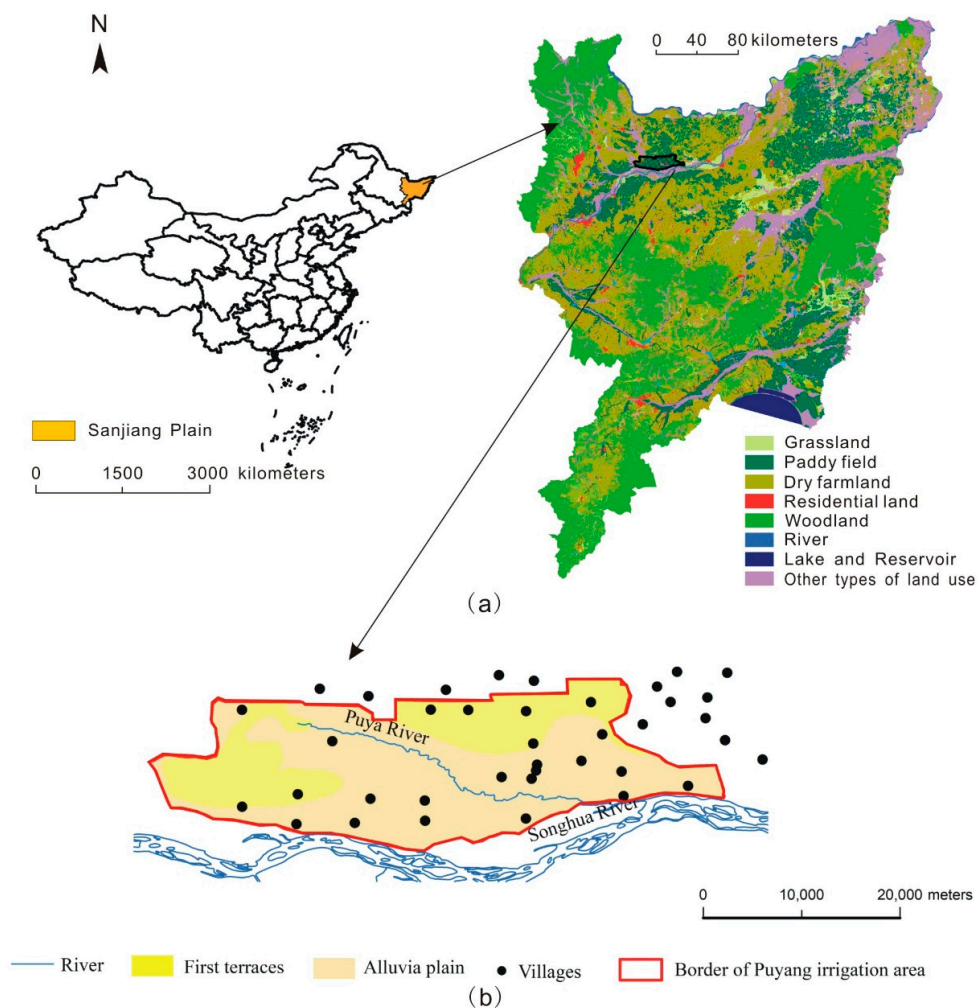 N
0 40 80 kilometers
Sanjiang Plain
0 1500 3000 kilometers
Grassland
Paddy field
Dry farmland
Residential land
Woodland
River
Lake and Reservoir
Other types of land use
(a)
Puya River
Songhua River
0 10,000 20,000 meters
River
First terraces
Alluvia plain
Villages
Border of Puyang irrigation area
(b)